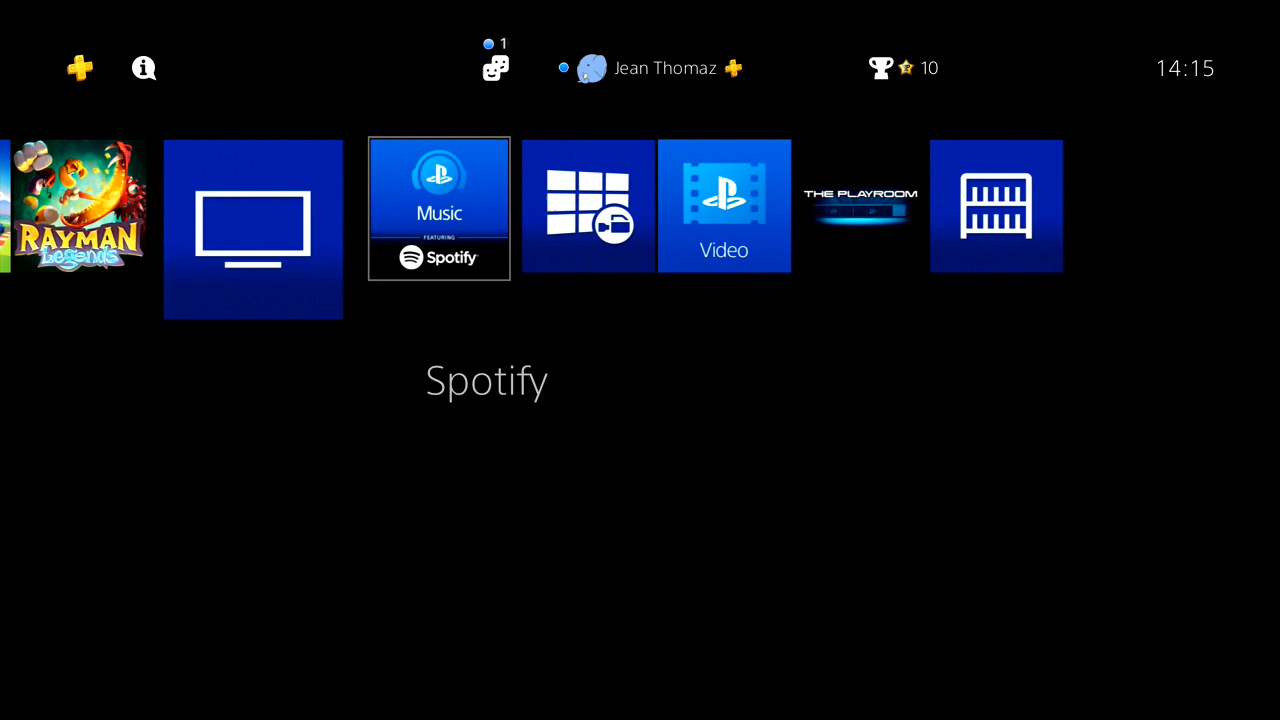 1
Jean Thomaz
10
14:15
RAYMAN
Legends
Music
FEATURING
Spotify
Video
THE PLAYROOM
Spotify